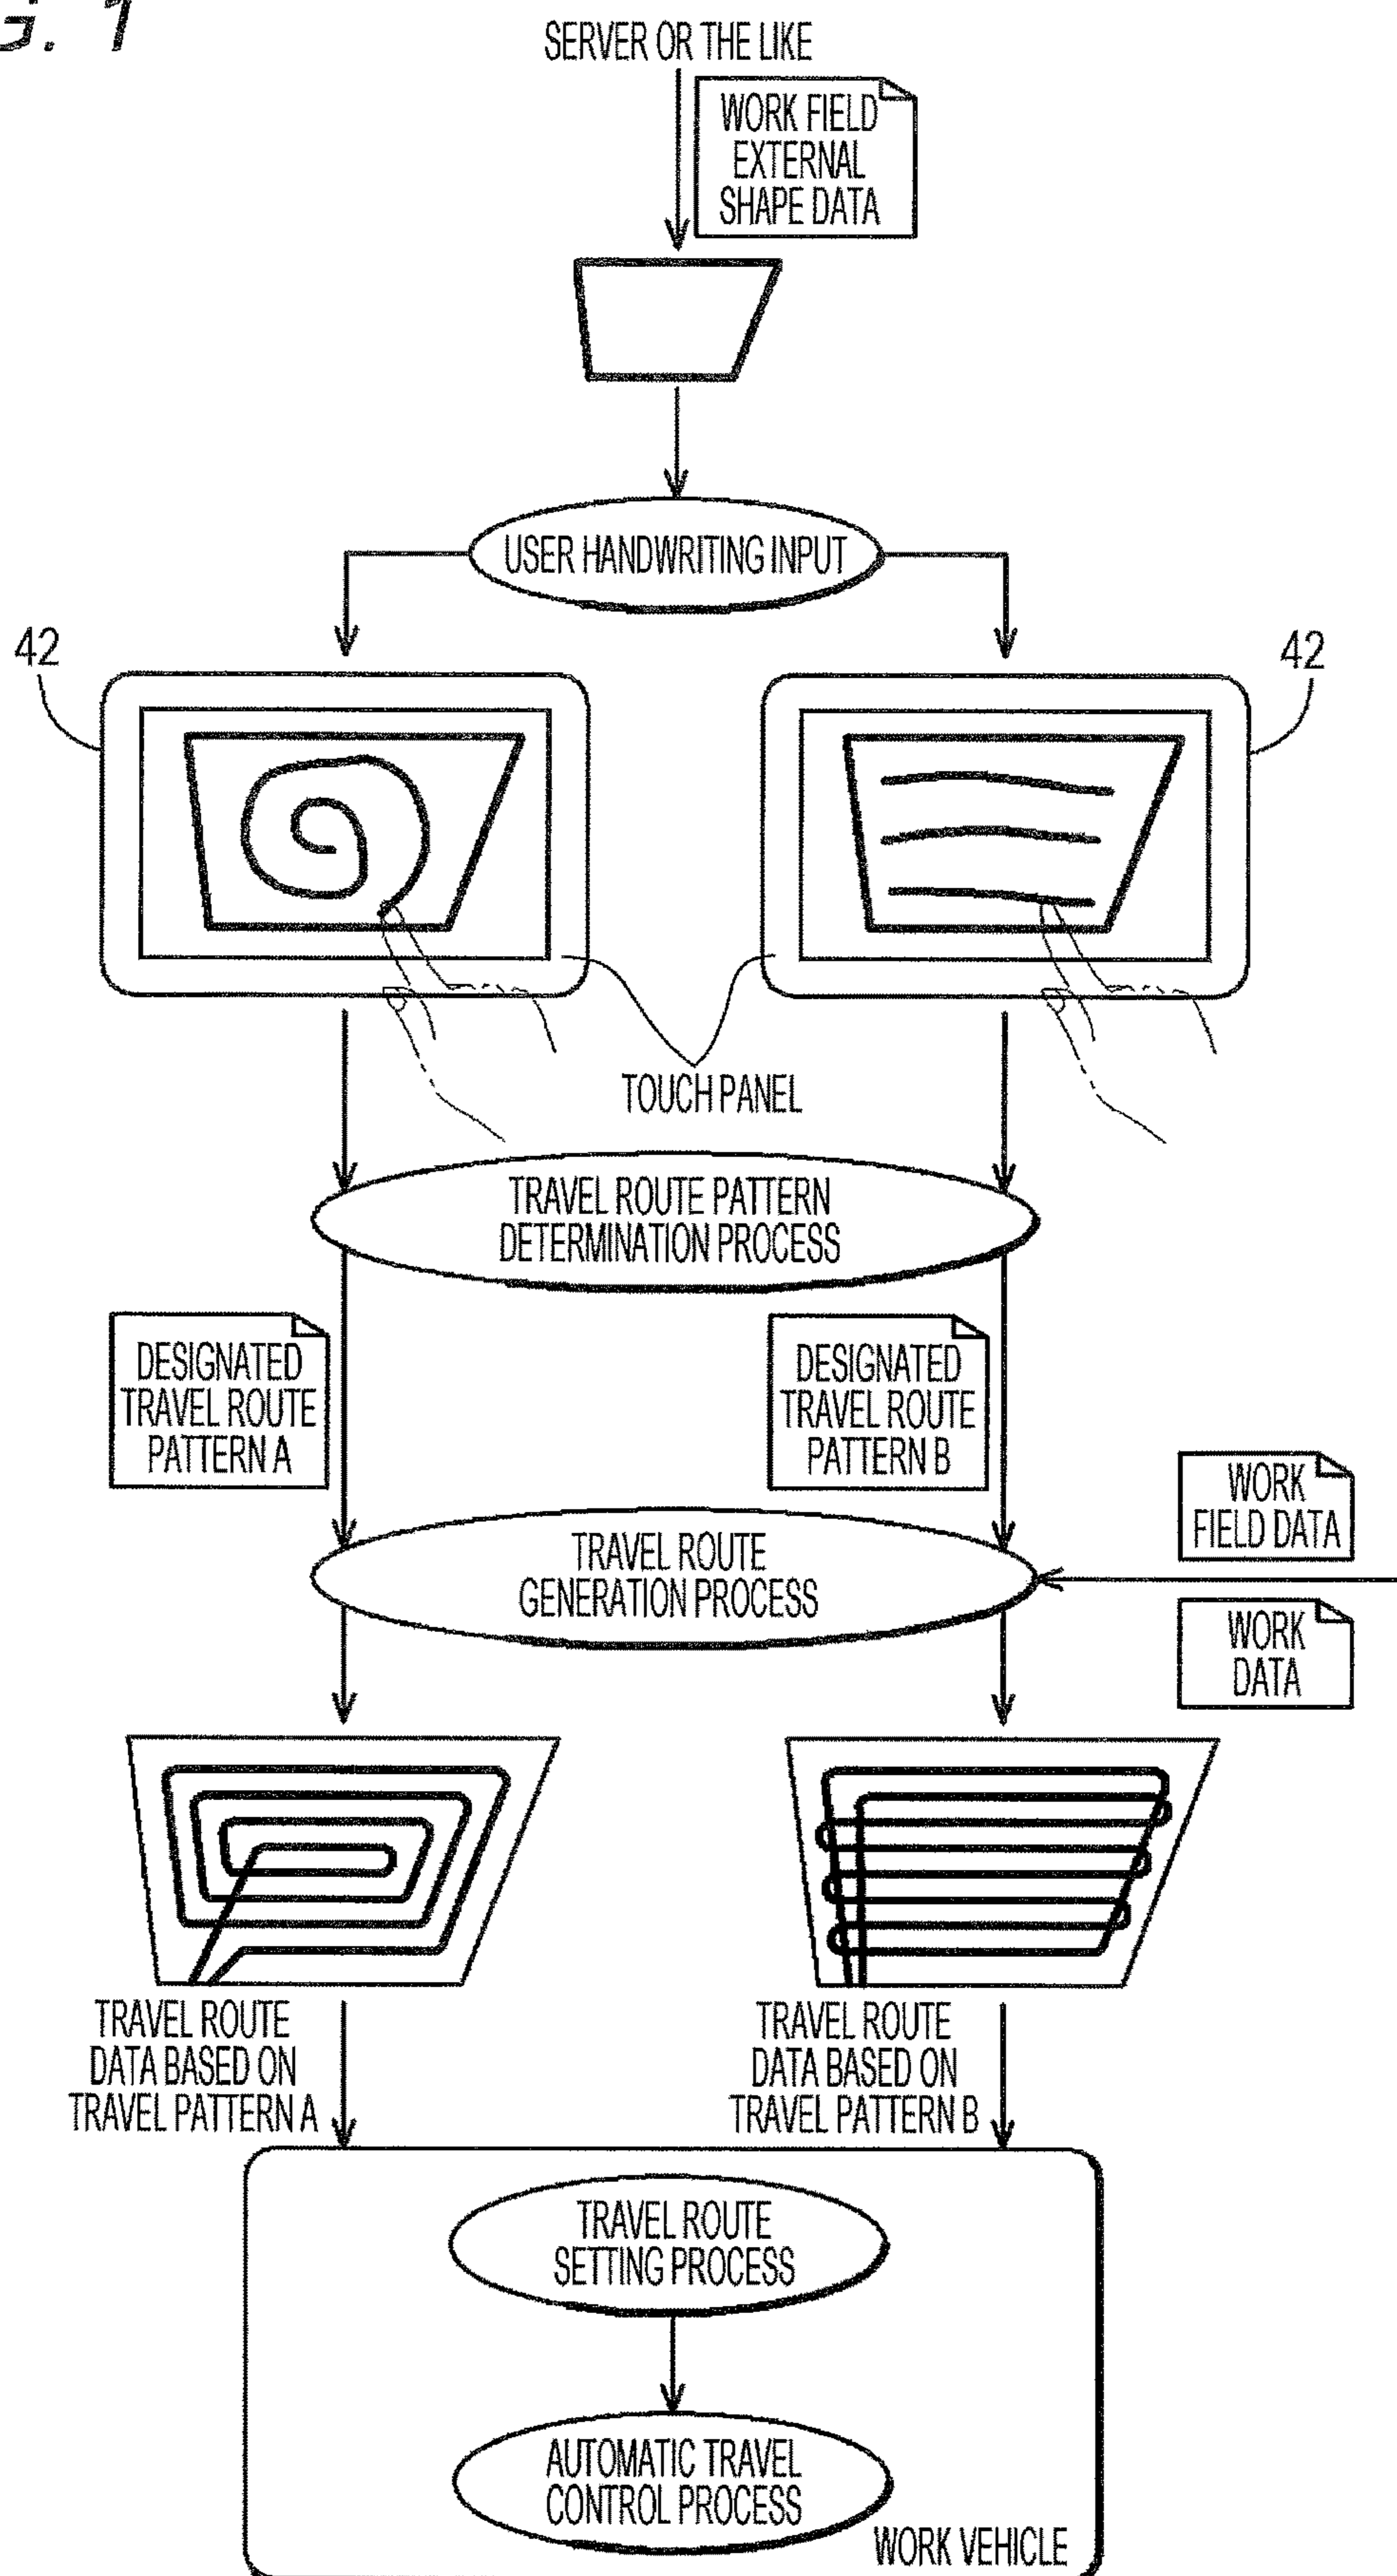 G. 1
SERVER OR THE LIKE
WORK FIELD
EXTERNAL
SHAPE DATA
USER HANDWRITING INPUT
42
42
TOUCH PANEL
TRAVEL ROUTE PATTERN
DETERMINATION PROCESS
DESIGNATED
TRAVEL ROUTE
PATTERN A
DESIGNATED
TRAVEL ROUTE
PATTERN B
WORK
FIELD DATA
TRAVEL ROUTE
GENERATION PROCESS
WORK
DATA
TRAVEL ROUTE
DATA BASED ON
TRAVEL PATTERN A
TRAVEL ROUTE
DATA BASED ON
TRAVEL PATTERN B
TRAVEL ROUTE
SETTING PROCESS
AUTOMATIC TRAVEL
CONTROL PROCESS
WORK VEHICLE